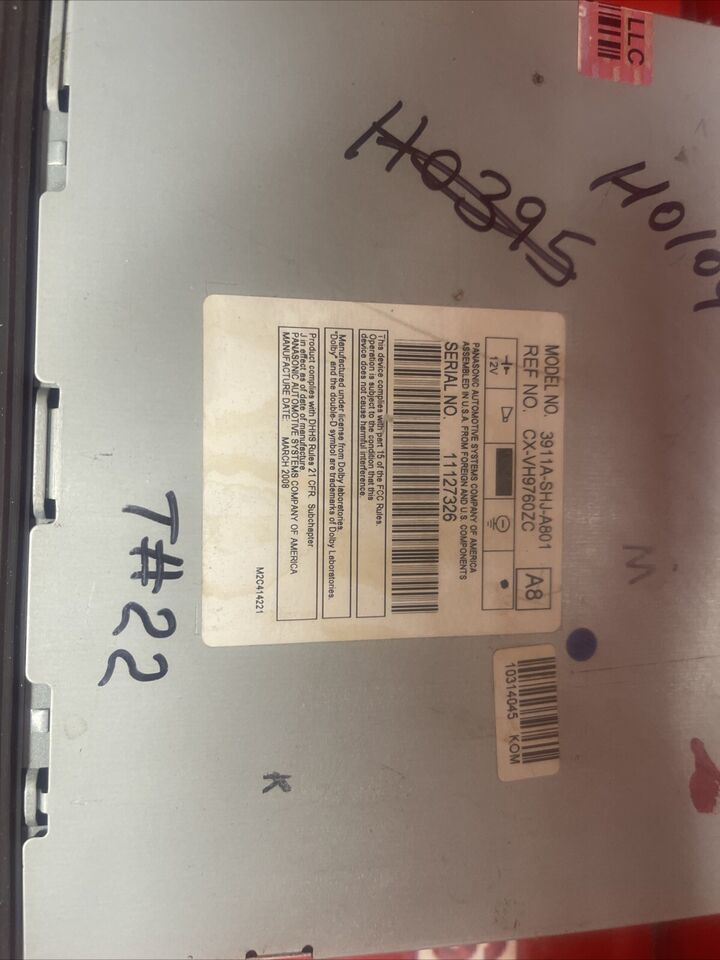 LLC
H0395
H0109
MODEL NO. 39111A-SHJ-A801
REF NO. CX-VH9760ZC
A8
12V
PANASONIC AUTOMOTIVE SYSTEMS COMPANY OF AMERICA
ASSEMBLED IN U.S.A. FROM FOREIGN AND U.S. COMPONENTS
SERIAL NO. 11127326
This device complies with part 15 of the FCC Rules.
Operation is subject to the condition that this
device does not cause harmful interference.
Manufactured under license from Dolby laboratories.
"Dolby" and the double-D symbol are trademarks of Dolby Laboratories.
Product complies with DHHS Rules 21 CFR. Subchapter
J in effect as of date of manufacture.
PANASONIC AUTOMOTIVE SYSTEMS COMPANY OF AMERICA
MANUFACTURE DATE: MARCH 2008
M2C414221
10314045 KOM
M
T#22
K